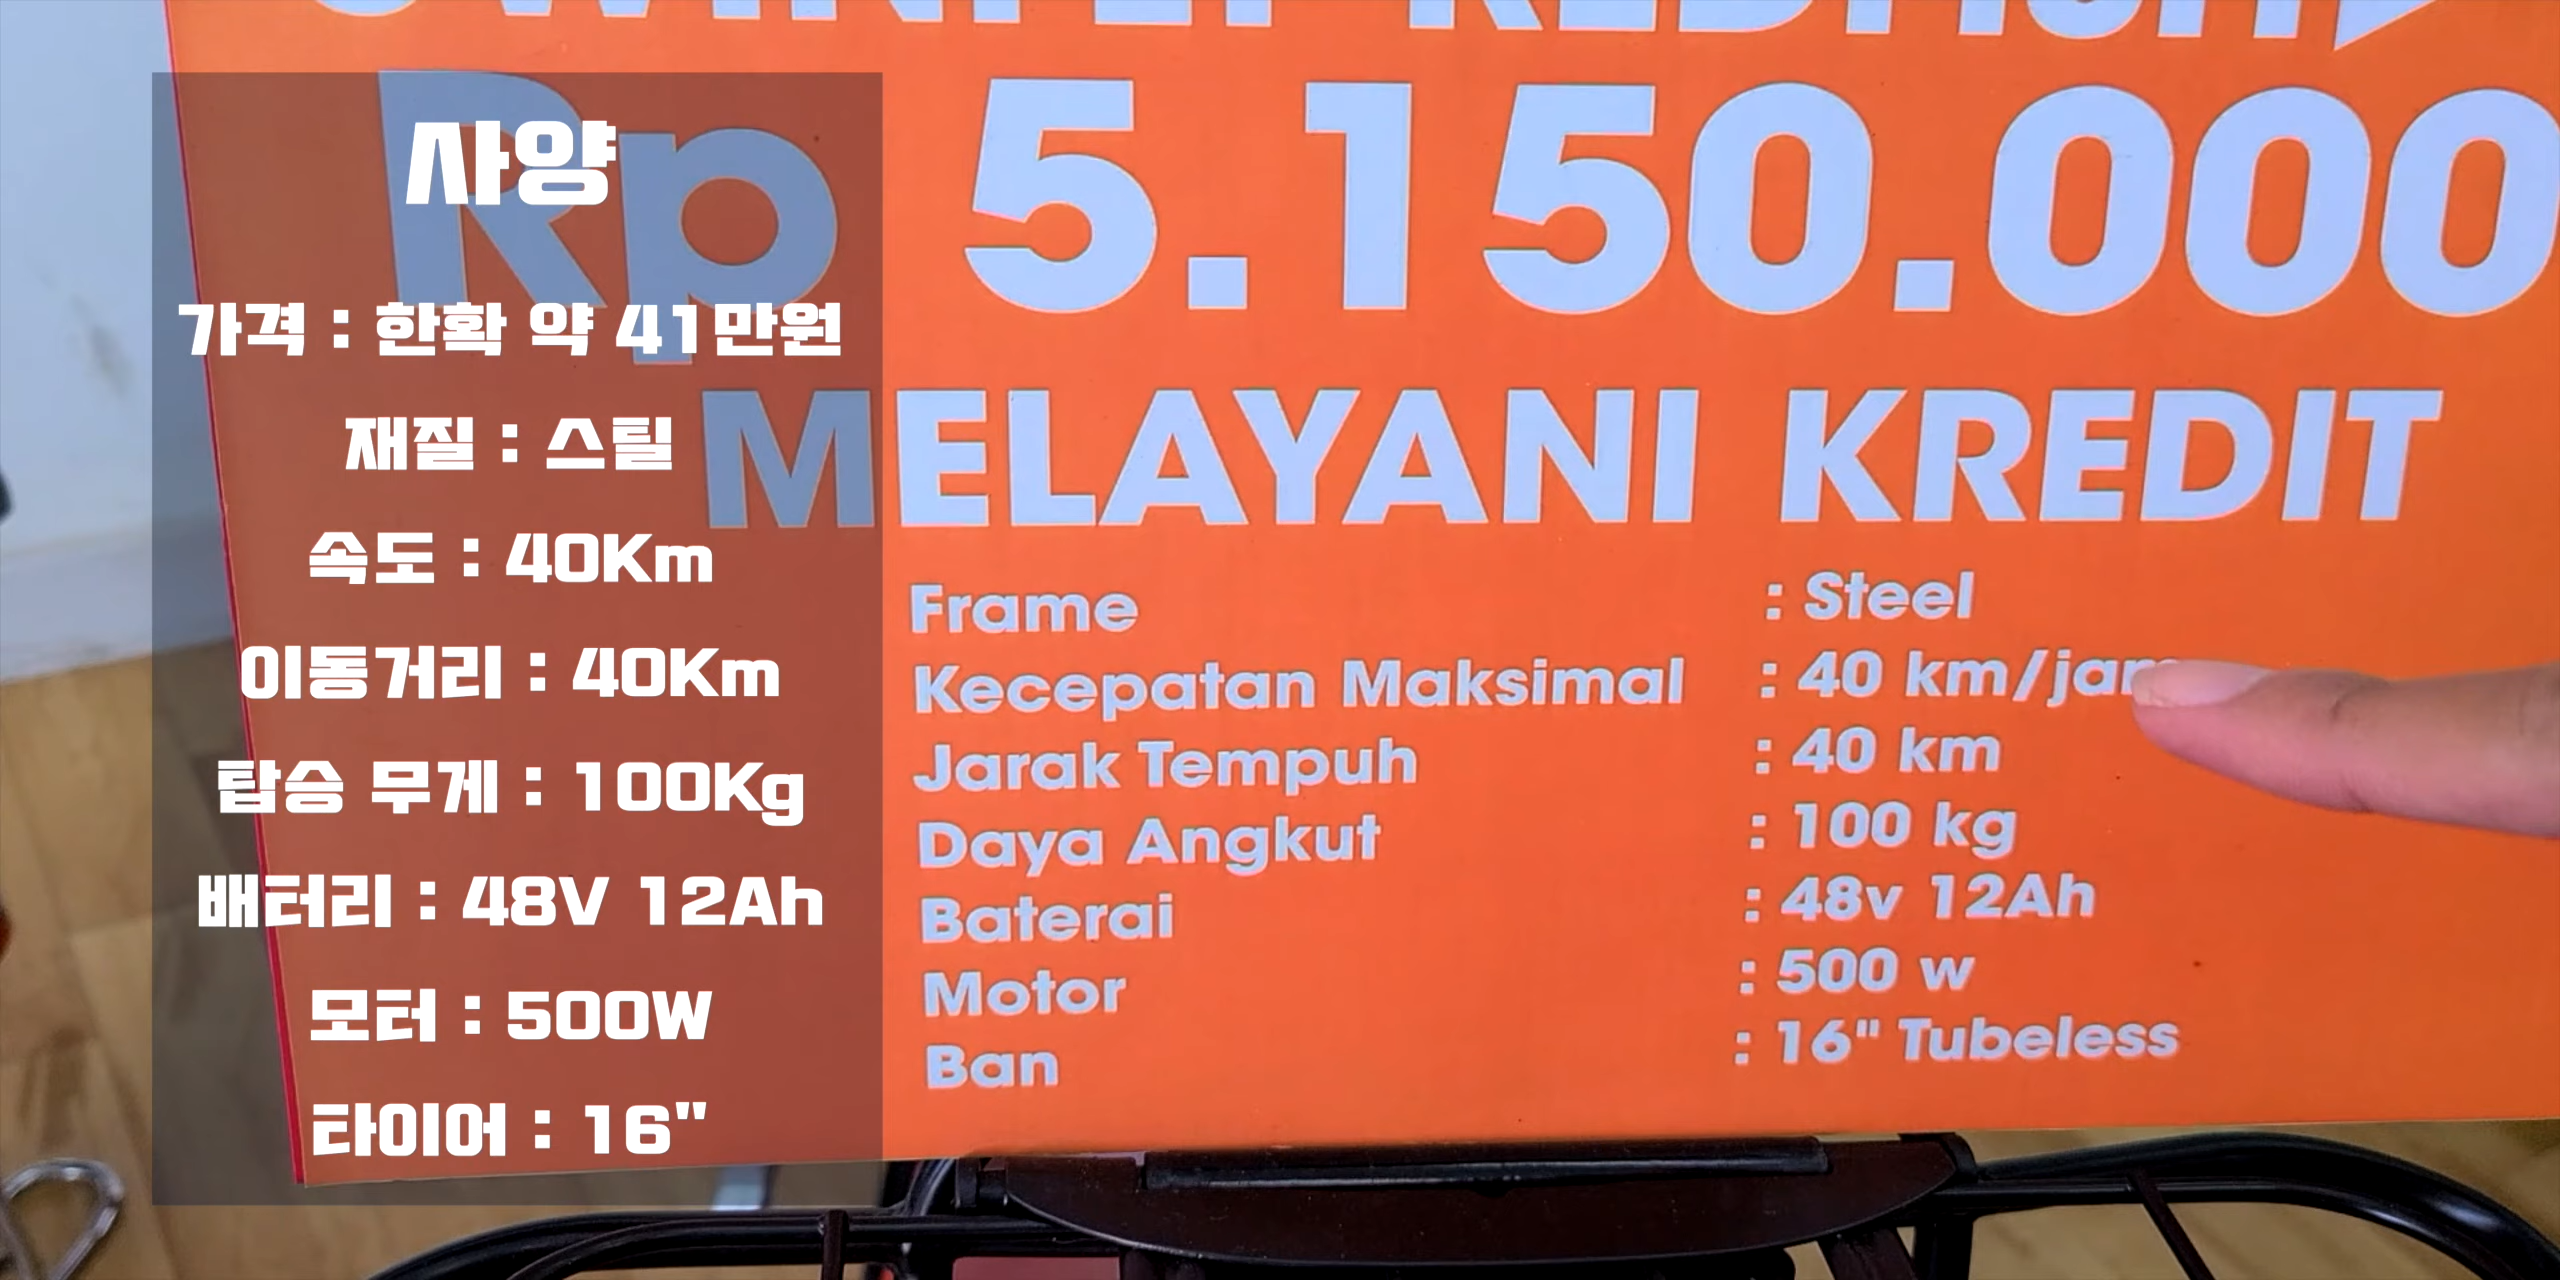 사양
가격 : 한확 약 41만원
재질 : 스틸
속도 : 40Km
이동거리 : 40Km
탑승 무게 : 100Kg
배터리 : 48V 12Ah
모터 : 500W
타이어 : 16"
Rp 5.150.000
MELAYANI KREDIT
Frame : Steel
Kecepatan Maksimal : 40 km/jam
Jarak Tempuh : 40 km
Daya Angkut : 100 kg
Baterai : 48v 12Ah
Motor : 500 w
Ban : 16" Tubeless